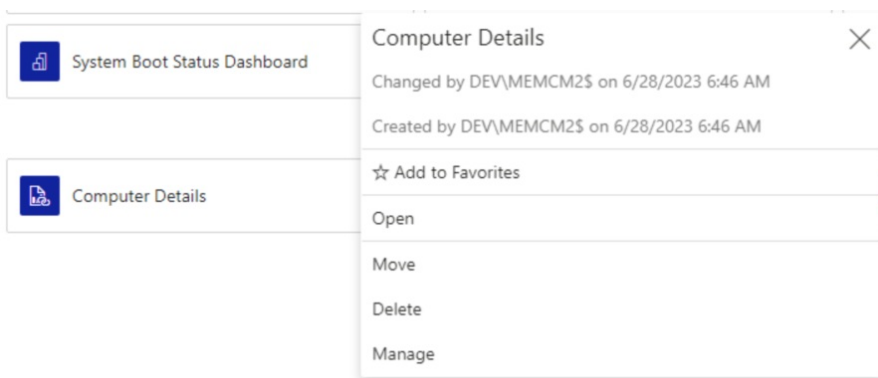 System Boot Status Dashboard
Computer Details
Computer Details
Changed by DEV\MEMCM2$ on 6/28/2023 6:46 AM
Created by DEV\MEMCM2$ on 6/28/2023 6:46 AM
☆ Add to Favorites
Open
Move
Delete
Manage